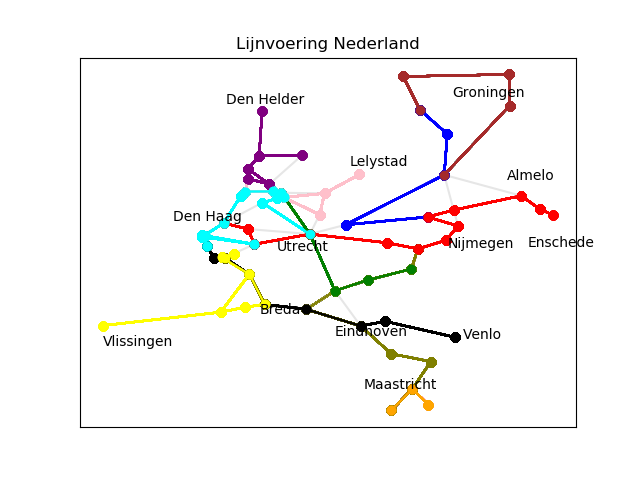 Lijnvoering Nederland
Den Helder
Groningen
Lelystad
Almelo
Den Haag
Utrecht
Nijmegen
Enschede
Breda
Eindhoven
Venlo
Vlissingen
Maastricht